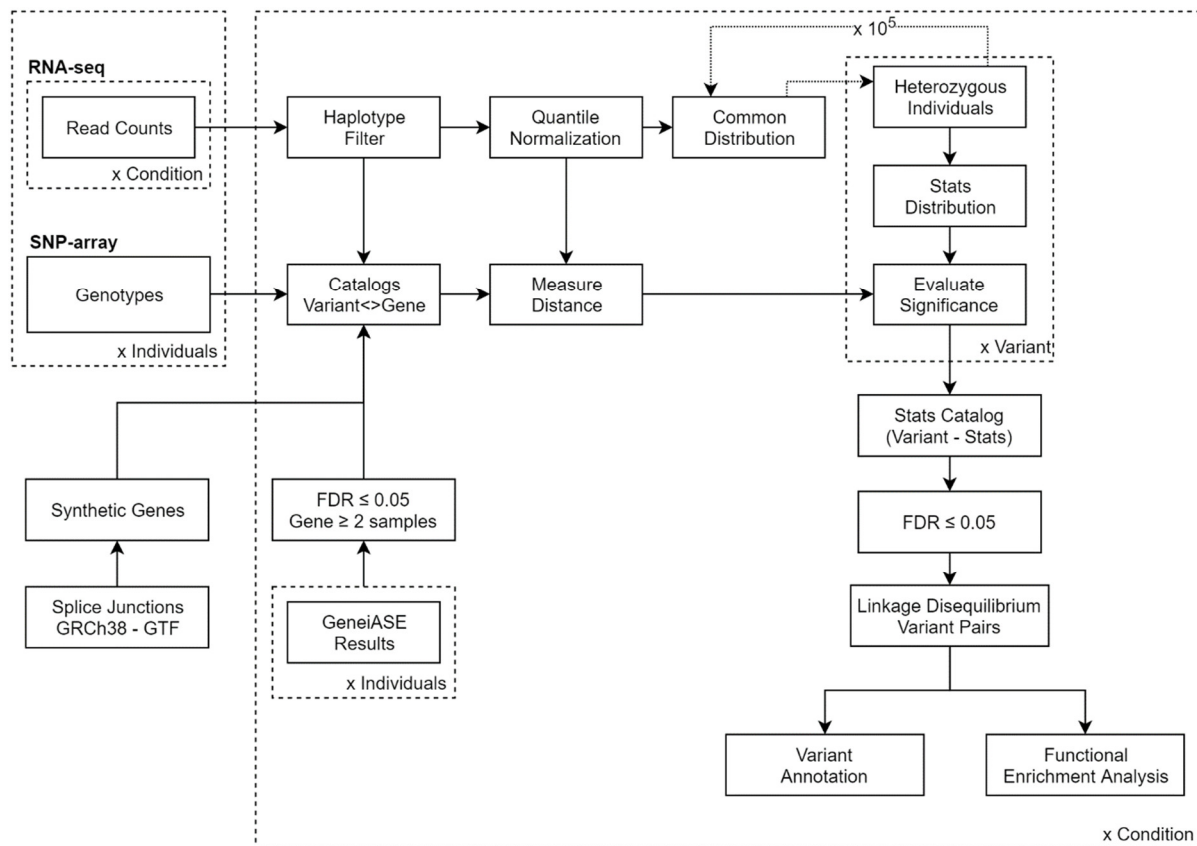 x 10⁵
RNA-seq
Read Counts
x Condition
Haplotype
Filter
Quantile
Normalization
Common
Distribution
Heterozygous
Individuals
Stats
Distribution
SNP-array
Genotypes
x Individuals
Catalogs
Variant<>Gene
Measure
Distance
Evaluate
Significance
x Variant
Stats Catalog
(Variant - Stats)
Synthetic Genes
FDR ≤ 0.05
Gene ≥ 2 samples
FDR ≤ 0.05
Splice Junctions
GRCh38 - GTF
GeneiASE
Results
x Individuals
Linkage Disequilibrium
Variant Pairs
Variant
Annotation
Functional
Enrichment Analysis
x Condition